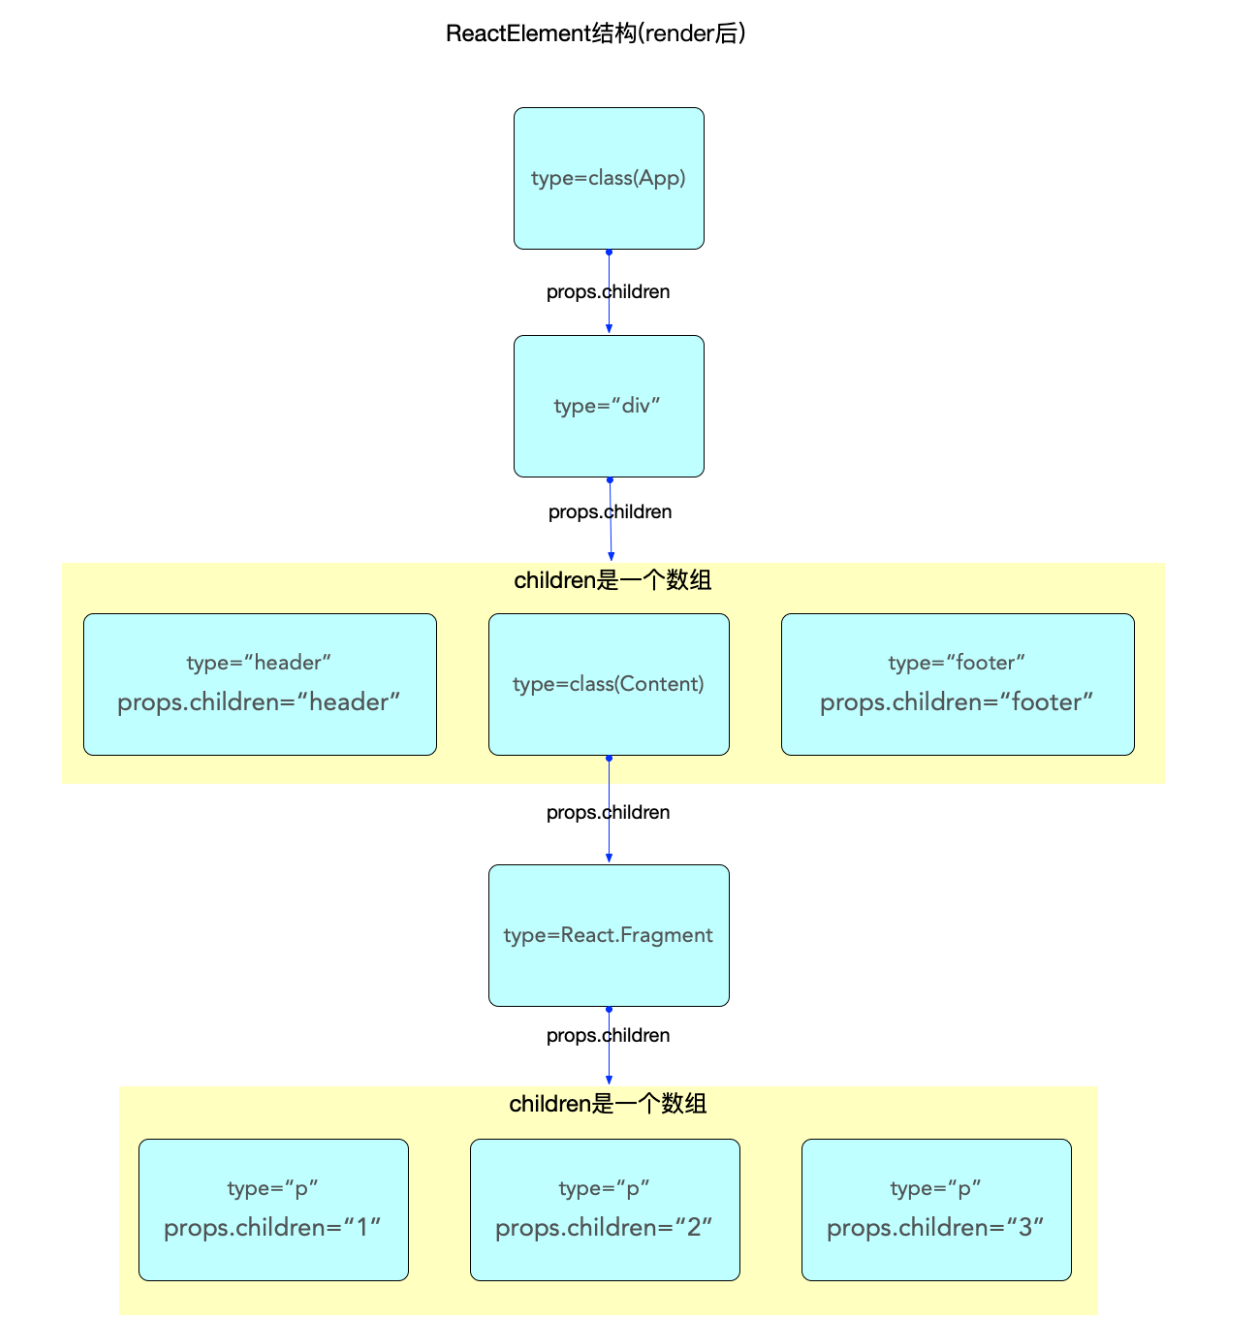 ReactElement结构(render后)
type=class(App)
props.children
type=“div”
props.children
children是一个数组
type=“header”
props.children=“header”
type=class(Content)
type=“footer”
props.children=“footer”
props.children
type=React.Fragment
props.children
children是一个数组
type=“p”
props.children=“1”
type=“p”
props.children=“2”
type=“p”
props.children=“3”